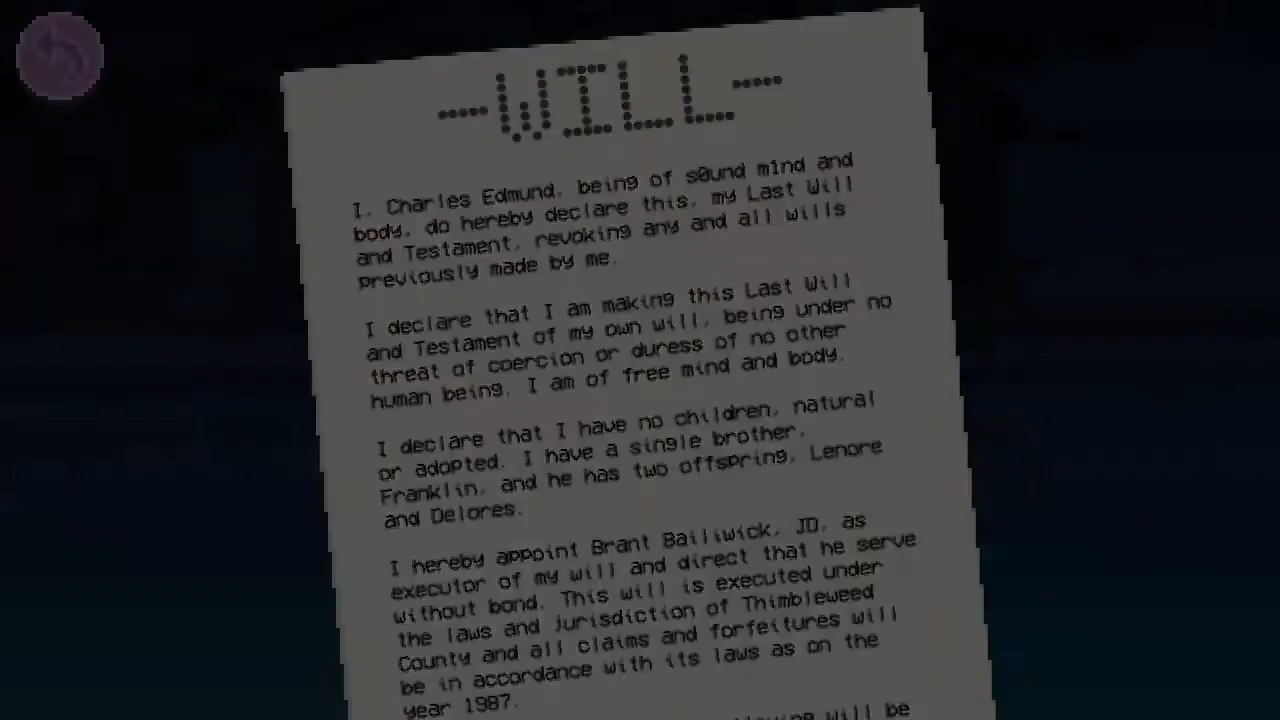 -WILL-
I, Charles Edmund, being of s0und m1nd and
body, do hereby declare this, my Last Will
and Testament, revoking any and all wills
previously made by me.
I declare that I am making this Last Will
and Testament of my own will, being under no
threat of coercion or duress of no other
human being. I am of free mind and body.
I declare that I have no children, natural
or adopted. I have a single brother,
Franklin, and he has two offspring, Lenore
and Delores.
I hereby appoint Brant Bailiwick, JD, as
executor of my will and direct that he serve
without bond. This will is executed under
the laws and jurisdiction of Thimbleweed
County and all claims and forfeitures will
be in accordance with its laws as on the
year 1987.
will be